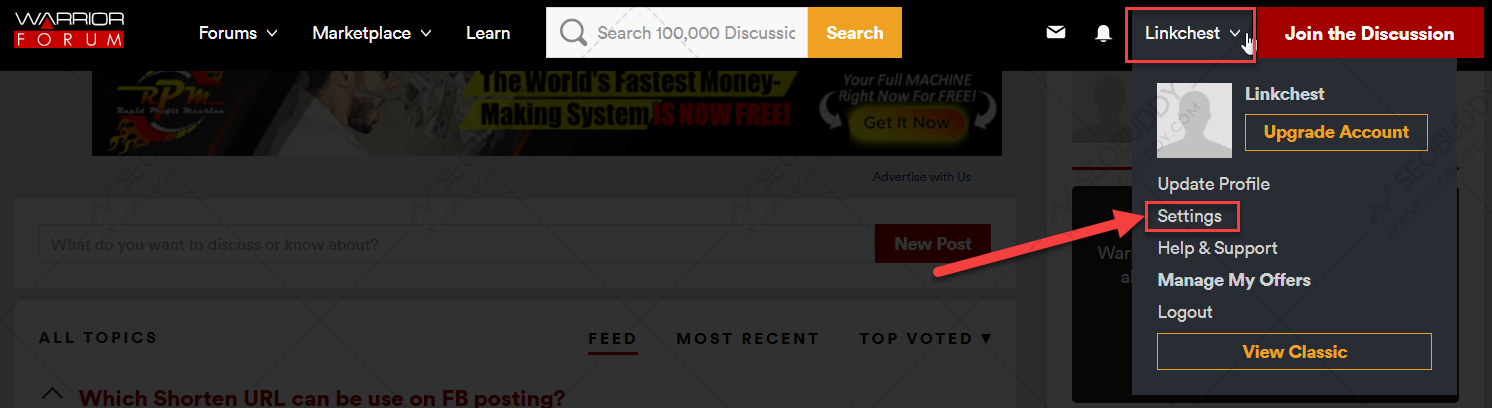 WARRIOR
FORUM
Forums
Marketplace
Learn
Search 100,000 Discussic
Search
Linkchest
Join the Discussion
RPM
Rapid Profit Machine
The World's Fastest Money-
Making System IS NOW FREE!
Your Full MACHINE
Right Now For FREE!
Get It Now
Advertise with Us
Linkchest
Upgrade Account
Update Profile
Settings
Help & Support
Manage My Offers
Logout
View Classic
What do you want to discuss or know about?
New Post
War
al
ALL TOPICS
FEED
MOST RECENT
TOP VOTED ▼
Which Shorten URL can be use on FB posting?